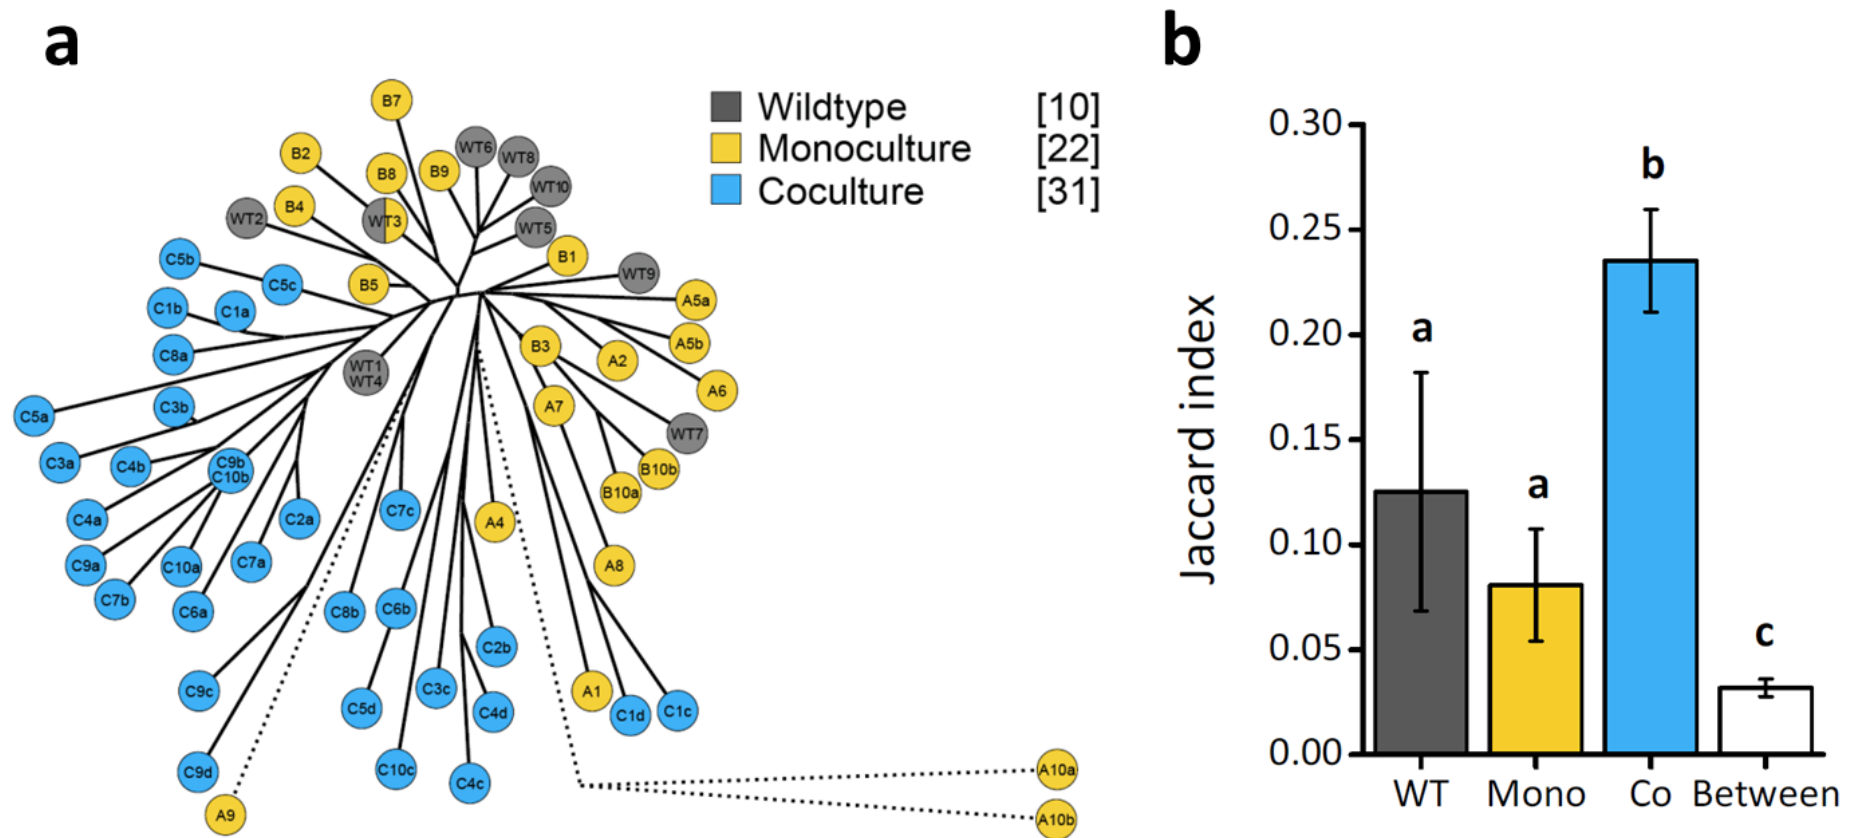 a
b
Wildtype [10]
Monoculture [22]
Coculture [31]
B7
B2
B8
B9
WT6
WT8
WT10
WT2
B4
WT3
WT5
B1
WT9
C5b
C5c
B5
A5a
C1b
C1a
C8a
WT1
WT4
B3
A2
A5b
A6
C5a
C3b
A7
WT7
C3a
C4b
C9b
C10b
B10b
B10a
C4a
C2a
C7c
A4
C9a
C10a
C7a
A8
C7b
C6a
C8b
C6b
C2b
C9c
C5d
C3c
C4d
A1
C1d
C1c
C9d
C10c
C4c
A10a
A9
A10b
Jaccard index
0.30
0.25
0.20
0.15
0.10
0.05
0.00
a
a
b
c
WT Mono Co Between